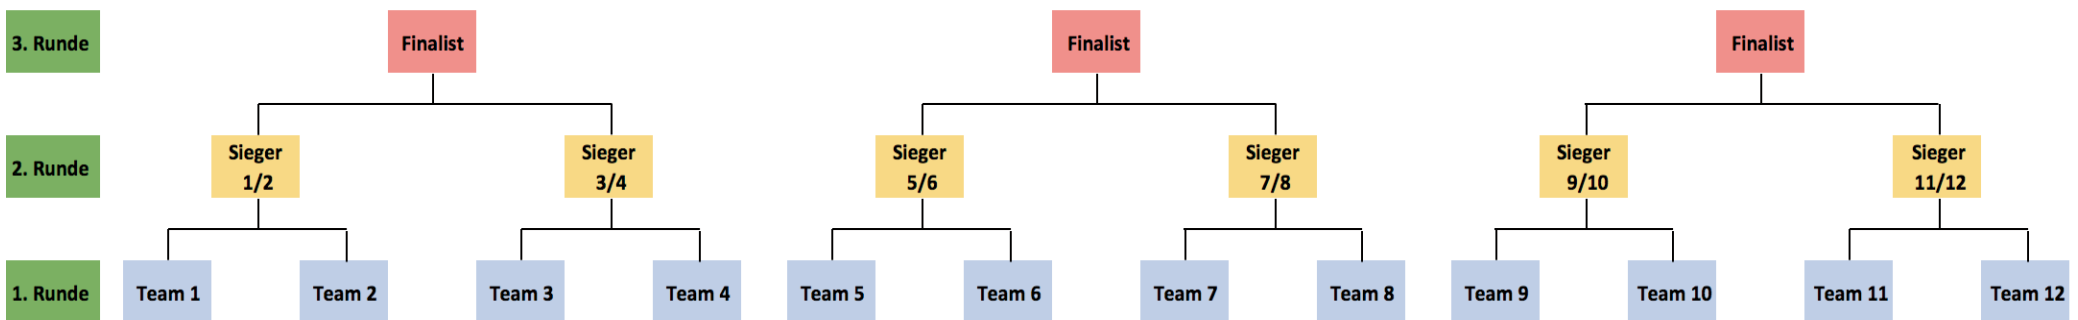 3. Runde
Finalist
Finalist
Finalist
2. Runde
Sieger
1/2
Sieger
3/4
Sieger
5/6
Sieger
7/8
Sieger
9/10
Sieger
11/12
1. Runde
Team 1
Team 2
Team 3
Team 4
Team 5
Team 6
Team 7
Team 8
Team 9
Team 10
Team 11
Team 12